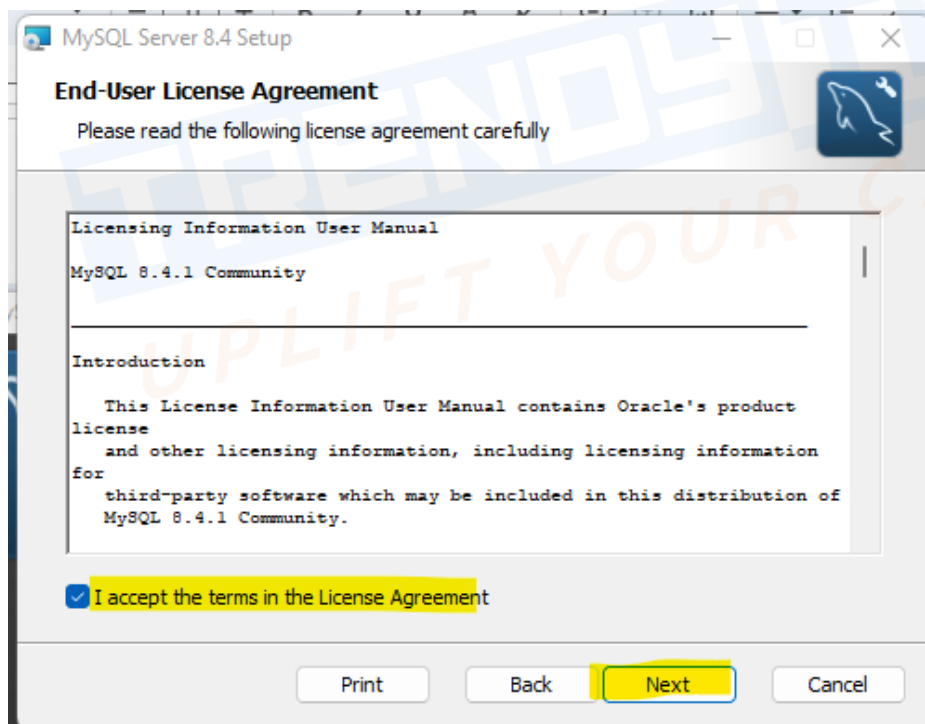 MySQL Server 8.4 Setup
End-User License Agreement
Please read the following license agreement carefully
TRENDY
UPLIFT YOUR C
Licensing Information User Manual
MySQL 8.4.1 Community
Introduction
This License Information User Manual contains Oracle's product
license
and other licensing information, including licensing information
for
third-party software which may be included in this distribution of
MySQL 8.4.1 Community.
I accept the terms in the License Agreement
Print
Back
Next
Cancel